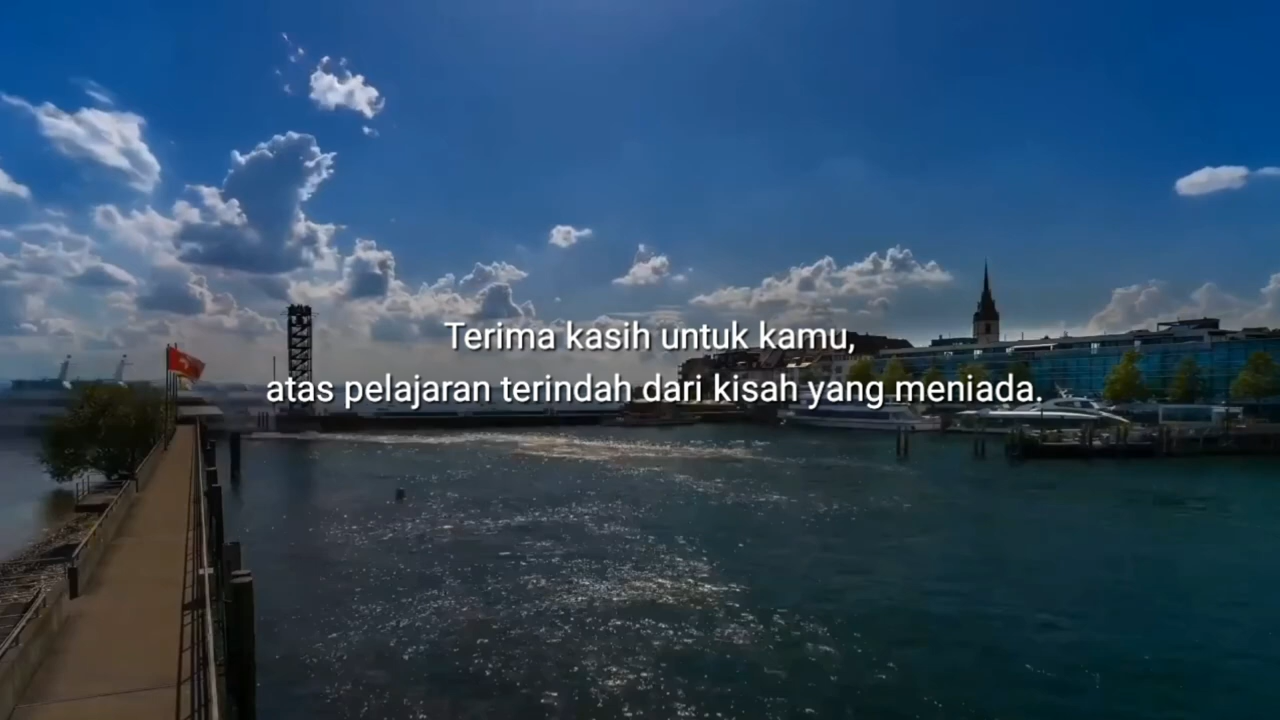 Terima kasih untuk kamu,
atas pelajaran terindah dari kisah yang meniada.